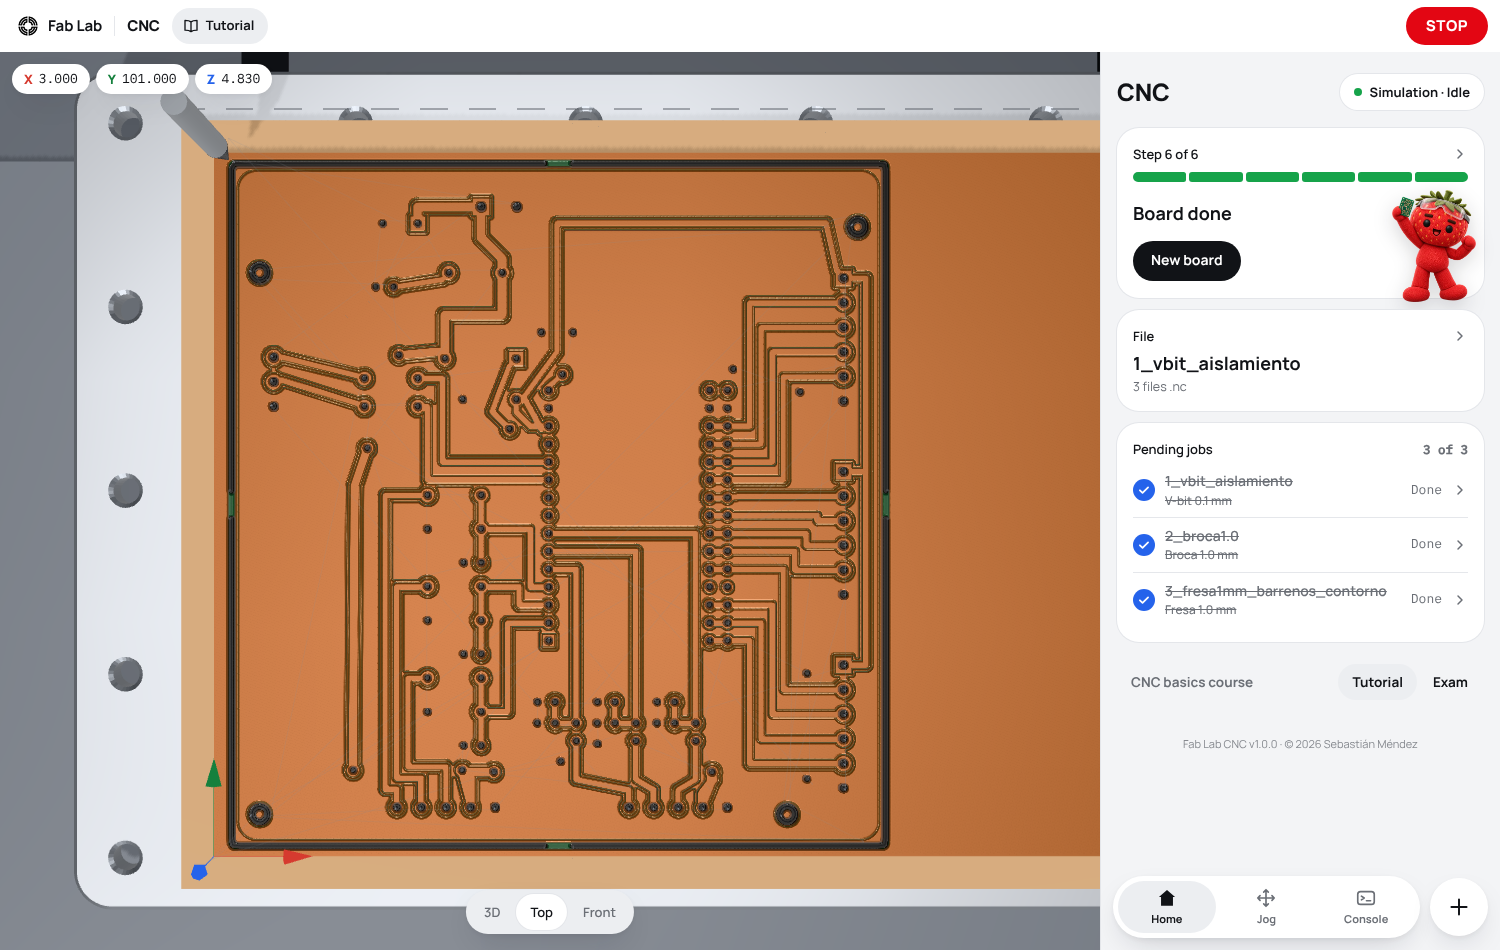 Fab Lab
CNC
Tutorial
STOP
X 3.000
Y 101.000
Z 4.830
CNC
Simulation · Idle
Step 6 of 6
Board done
New board
File
1_vbit_aislamiento
3 files .nc
Pending jobs
3 of 3
1_vbit_aislamiento
V-bit 0.1 mm
Done
2_broca1.0
Broca 1.0 mm
Done
3_fresa1mm_barrenos_contorno
Fresa 1.0 mm
Done
CNC basics course
Tutorial
Exam
Fab Lab CNC v1.0.0 · © 2026 Sebastián Méndez
3D
Top
Front
Home
Jog
Console